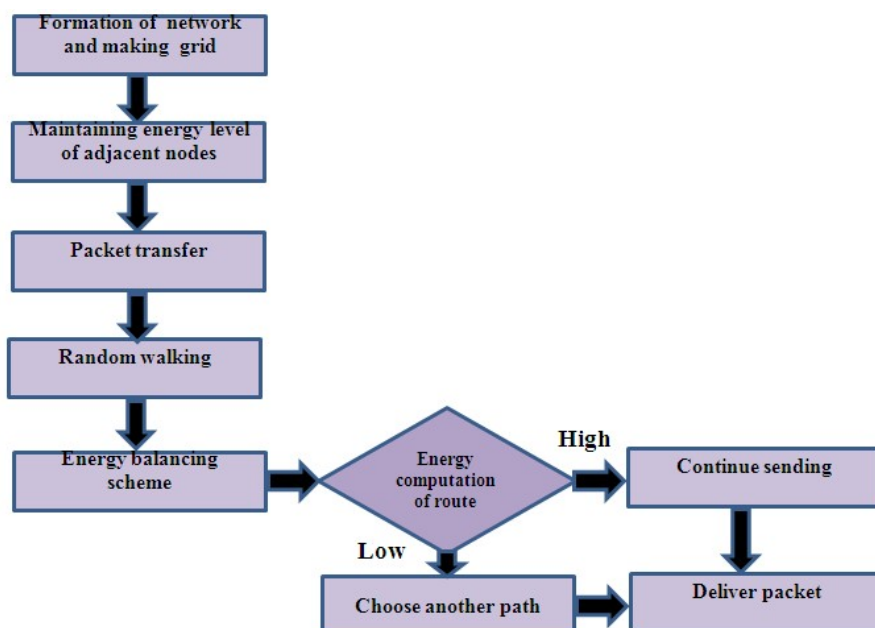 Formation of network
and making grid
Maintaining energy level
of adjacent nodes
Packet transfer
Random walking
Energy balancing
scheme
Energy
computation
of route
High
Continue sending
Low
Choose another path
Deliver packet